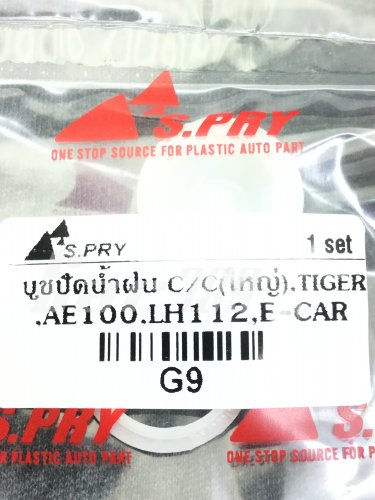 S.PRY
ONE STOP SOURCE FOR PLASTIC AUTO PART
S.PRY 1 set
บูชปัดน้ำฝน C/C(ใหญ่),TIGER
,AE100,LH112,E-CAR
G9
S.PRY
FOR PLASTIC AUTO PART
S.P
ONE STOP SOUR